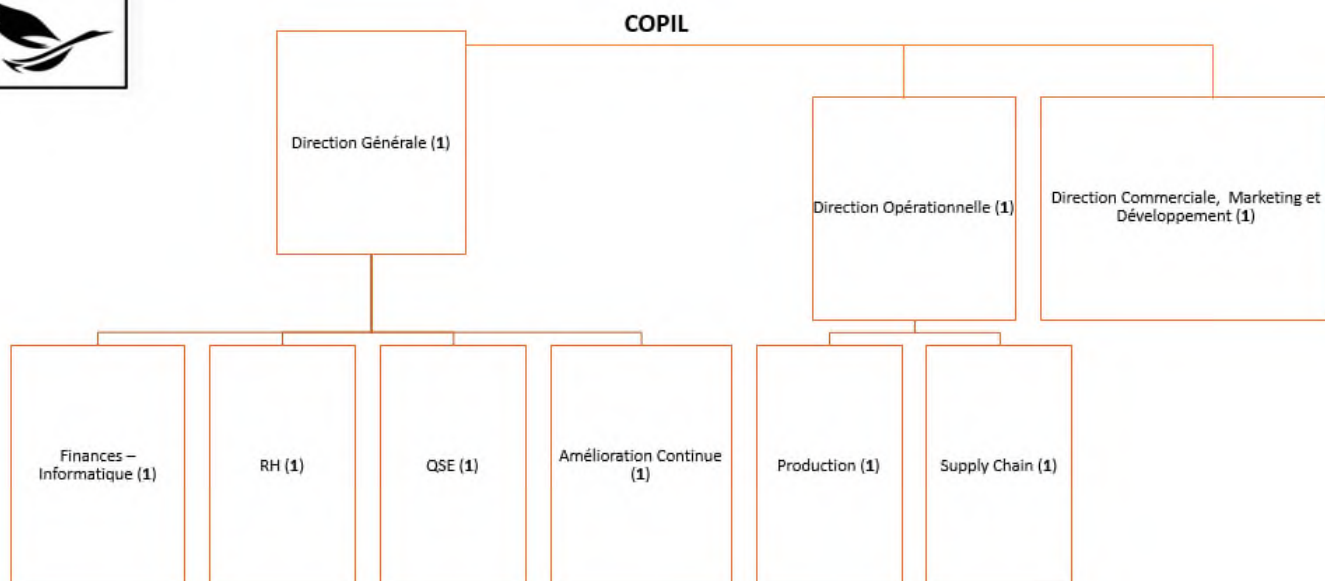 COPIL
Direction Générale (1)
Direction Opérationnelle (1)
Direction Commerciale, Marketing et
Développement (1)
Finances –
Informatique (1)
RH (1)
QSE (1)
Amélioration Continue
(1)
Production (1)
Supply Chain (1)